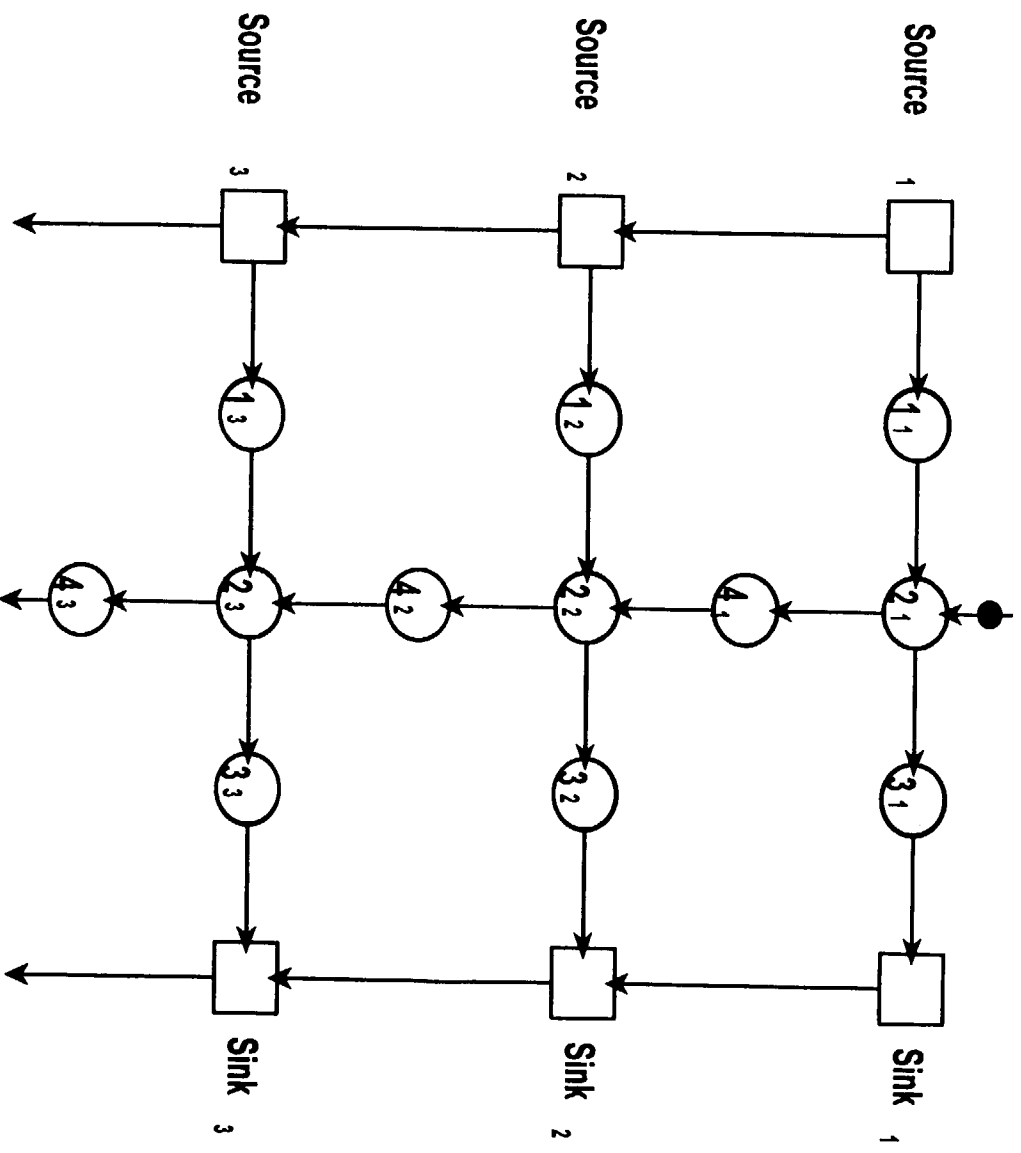 Source 1 1 1 2 1 3 1 Sink 1
4 1
Source 2 1 2 2 2 3 2 Sink 2
4 2
Source 3 1 3 2 3 3 3 Sink 3
4 3